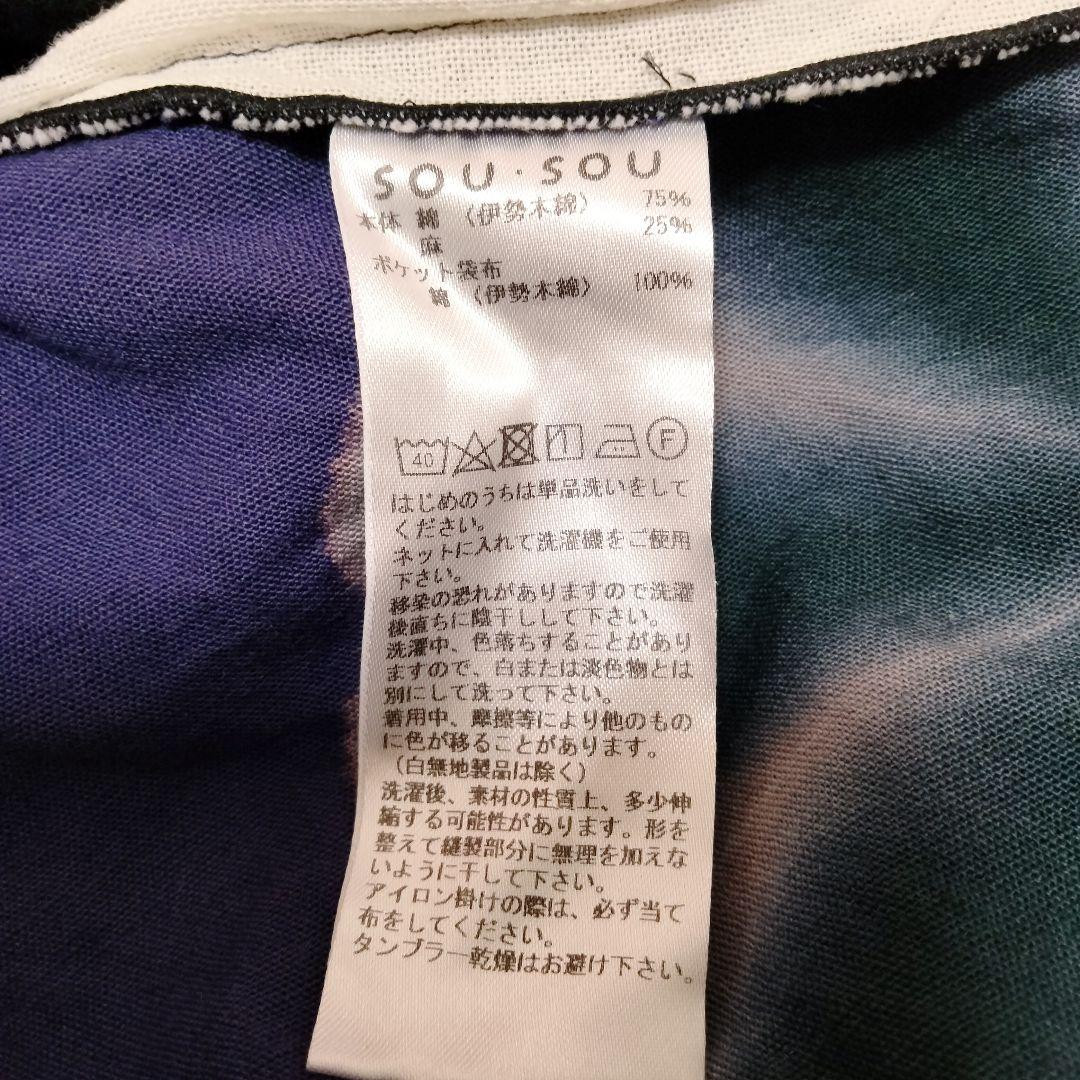 SOU・SOU
本体 綿 (伊勢木綿) 75%
麻 25%
ポケット袋布
綿 (伊勢木綿) 100%
40 F
はじめのうちは単品洗いをして
ください。
ネットに入れて洗濯機をご使用
下さい。
移染の恐れがありますので洗濯
後直ちに陰干しして下さい。
洗濯中、色落ちすることがあり
ますので、白または淡色物とは
別にして洗って下さい。
着用中、摩擦等により他のもの
に色が移ることがあります。
(白無地製品は除く)
洗濯後、素材の性質上、多少伸
縮する可能性があります。形を
整えて縫製部分に無理を加えな
いように干して下さい。
アイロン掛けの際は、必ず当て
布をしてください。
タンブラー乾燥はお避け下さい。